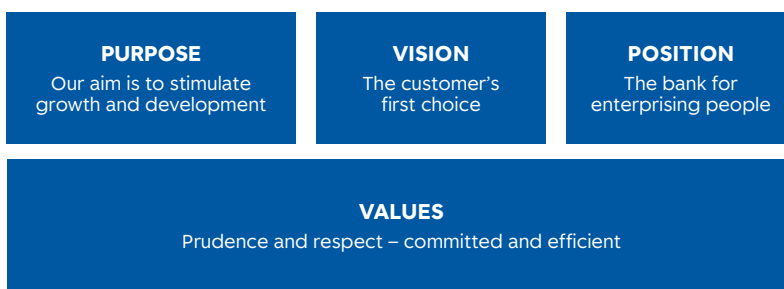 PURPOSE
Our aim is to stimulate
growth and development
VISION
The customer's
first choice
POSITION
The bank for
enterprising people
VALUES
Prudence and respect – committed and efficient